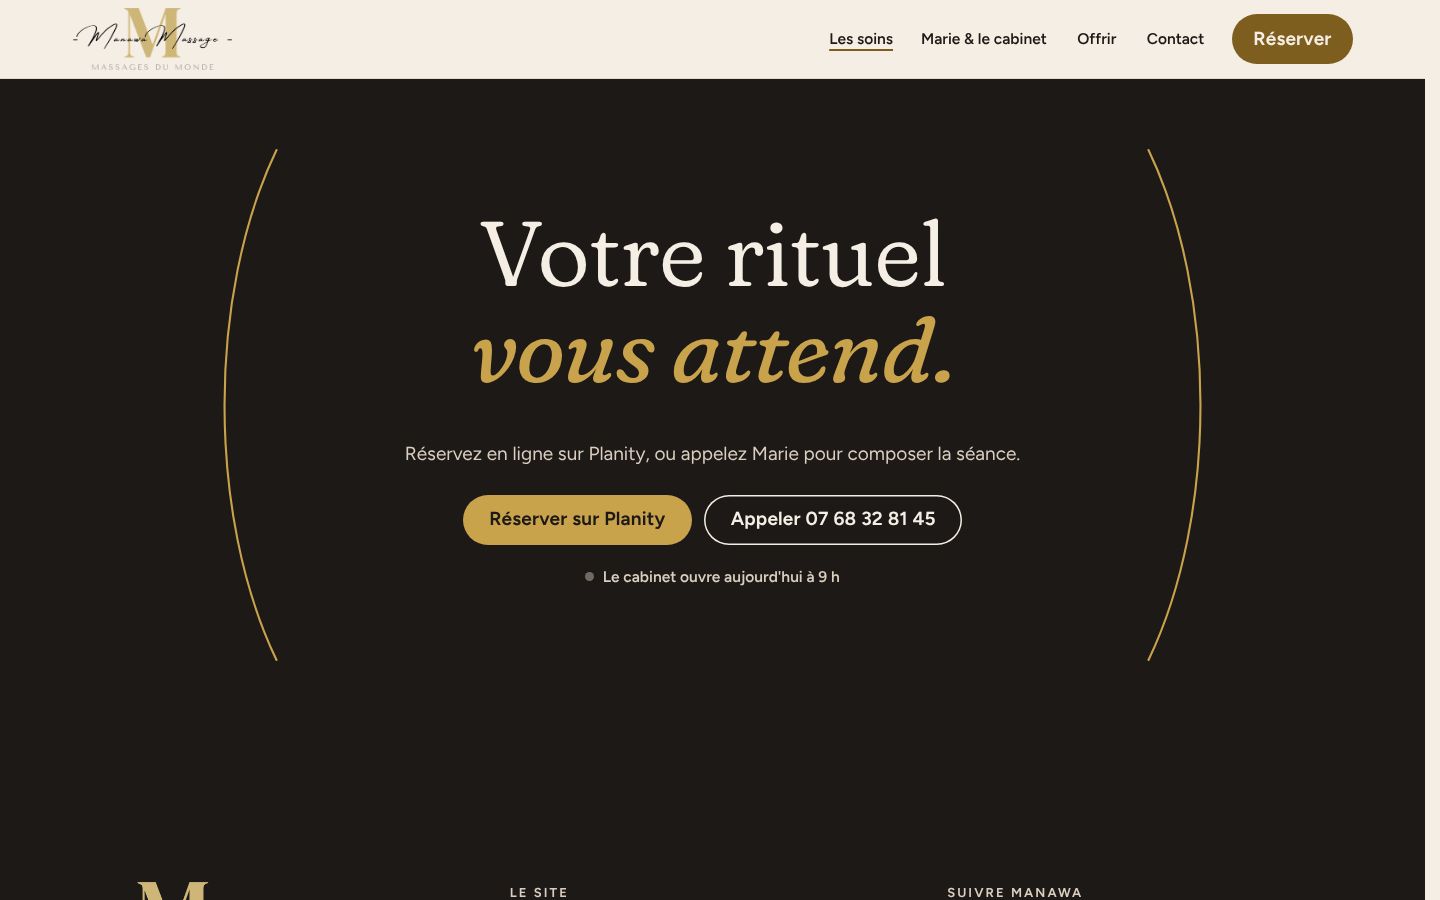 - Manawa Massage -
M
MASSAGES DU MONDE
Les soins
Marie & le cabinet
Offrir
Contact
Réserver
Votre rituel
vous attend.
Réservez en ligne sur Planity, ou appelez Marie pour composer la séance.
Réserver sur Planity
Appeler 07 68 32 81 45
Le cabinet ouvre aujourd'hui à 9 h
M
LE SITE
SUIVRE MANAWA